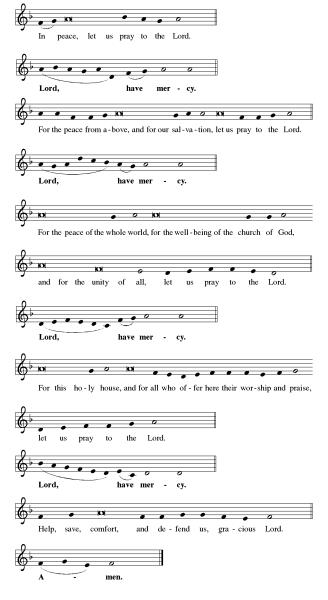 In peace, let us pray to the Lord.
Lord, have mer - cy.
For the peace from a - bove, and for our sal - va - tion, let us pray to the Lord.
Lord, have mer - cy.
For the peace of the whole world, for the well - being of the church of God,
and for the unity of all, let us pray to the Lord.
Lord, have mer - cy.
For this ho - ly house, and for all who of - fer here their wor - ship and praise,
let us pray to the Lord.
Lord, have mer - cy.
Help, save, comfort, and de - fend us, gra - cious Lord.
A - men.